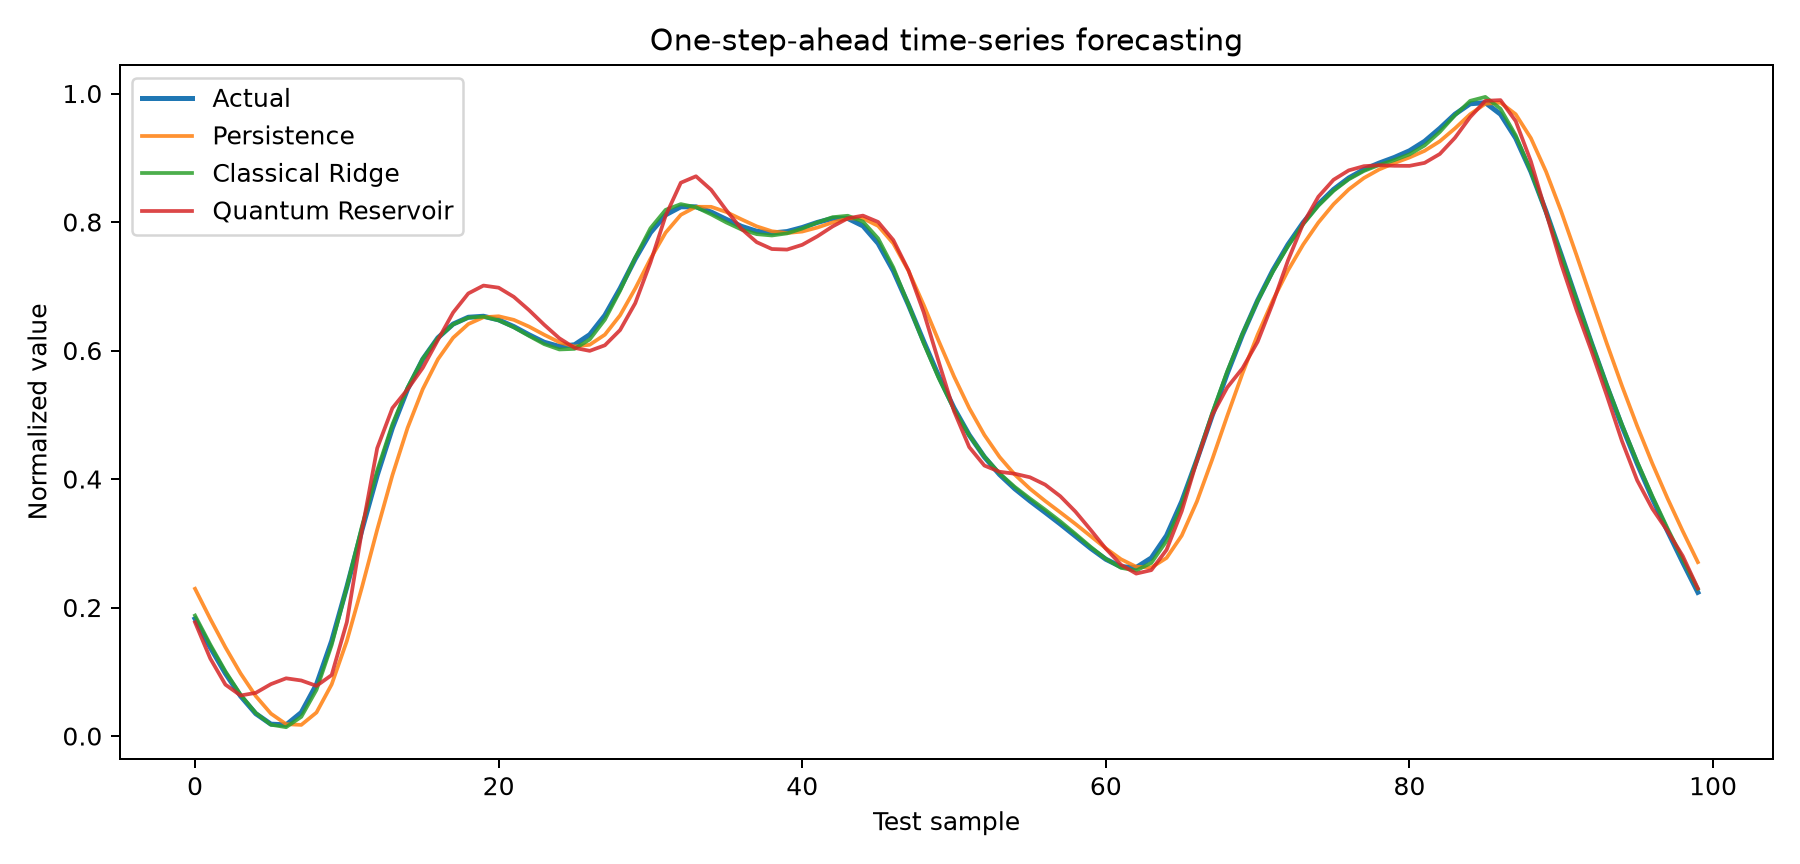 One-step-ahead time-series forecasting
Actual
Persistence
Classical Ridge
Quantum Reservoir
Normalized value
1.0
0.8
0.6
0.4
0.2
0.0
0 20 40 60 80 100
Test sample